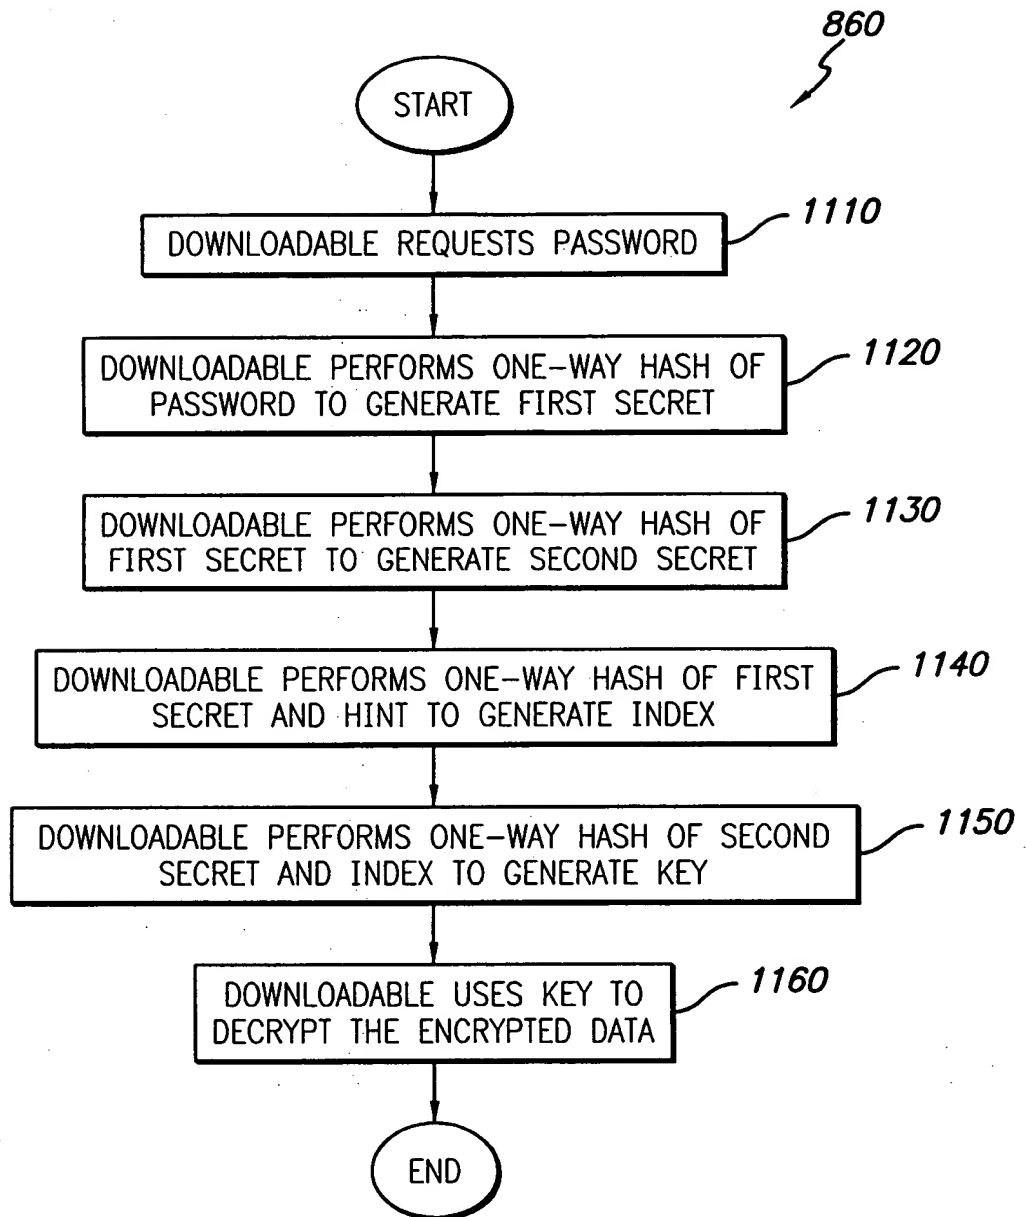 860
START
DOWNLOADABLE REQUESTS PASSWORD
1110
DOWNLOADABLE PERFORMS ONE-WAY HASH OF
PASSWORD TO GENERATE FIRST SECRET
1120
DOWNLOADABLE PERFORMS ONE-WAY HASH OF
FIRST SECRET TO GENERATE SECOND SECRET
1130
DOWNLOADABLE PERFORMS ONE-WAY HASH OF FIRST
SECRET AND HINT TO GENERATE INDEX
1140
DOWNLOADABLE PERFORMS ONE-WAY HASH OF SECOND
SECRET AND INDEX TO GENERATE KEY
1150
DOWNLOADABLE USES KEY TO
DECRYPT THE ENCRYPTED DATA
1160
END